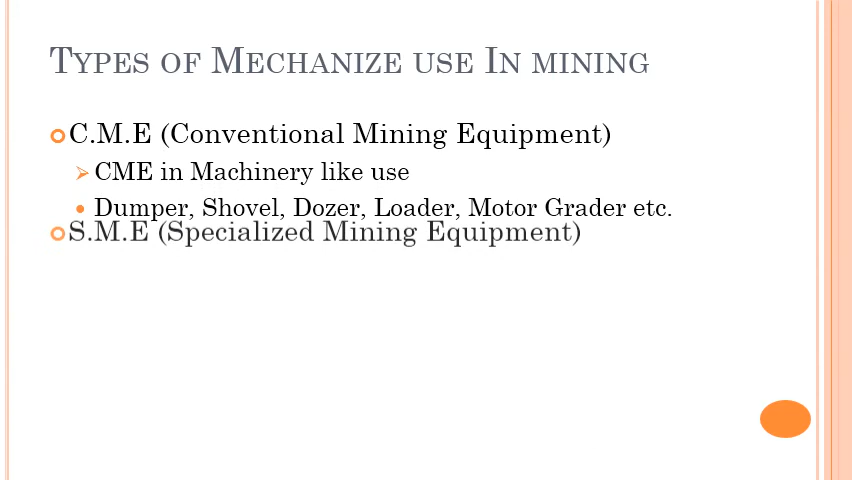 Types of Mechanize use In mining
C.M.E (Conventional Mining Equipment)
CME in Machinery like use
Dumper, Shovel, Dozer, Loader, Motor Grader etc.
S.M.E (Specialized Mining Equipment)